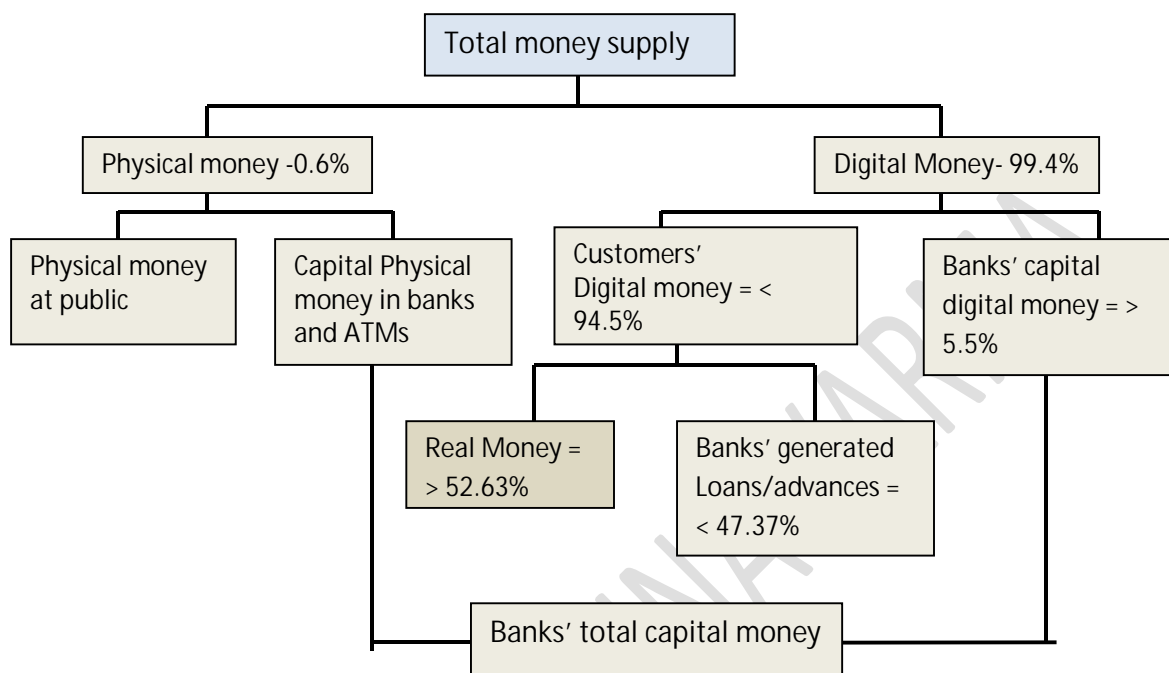 Total money supply
Physical money -0.6%
Digital Money- 99.4%
Physical money
at public
Capital Physical
money in banks
and ATMs
Customers’
Digital money = <
94.5%
Banks’ capital
digital money = >
5.5%
Real Money =
> 52.63%
Banks’ generated
Loans/advances =
< 47.37%
Banks’ total capital money